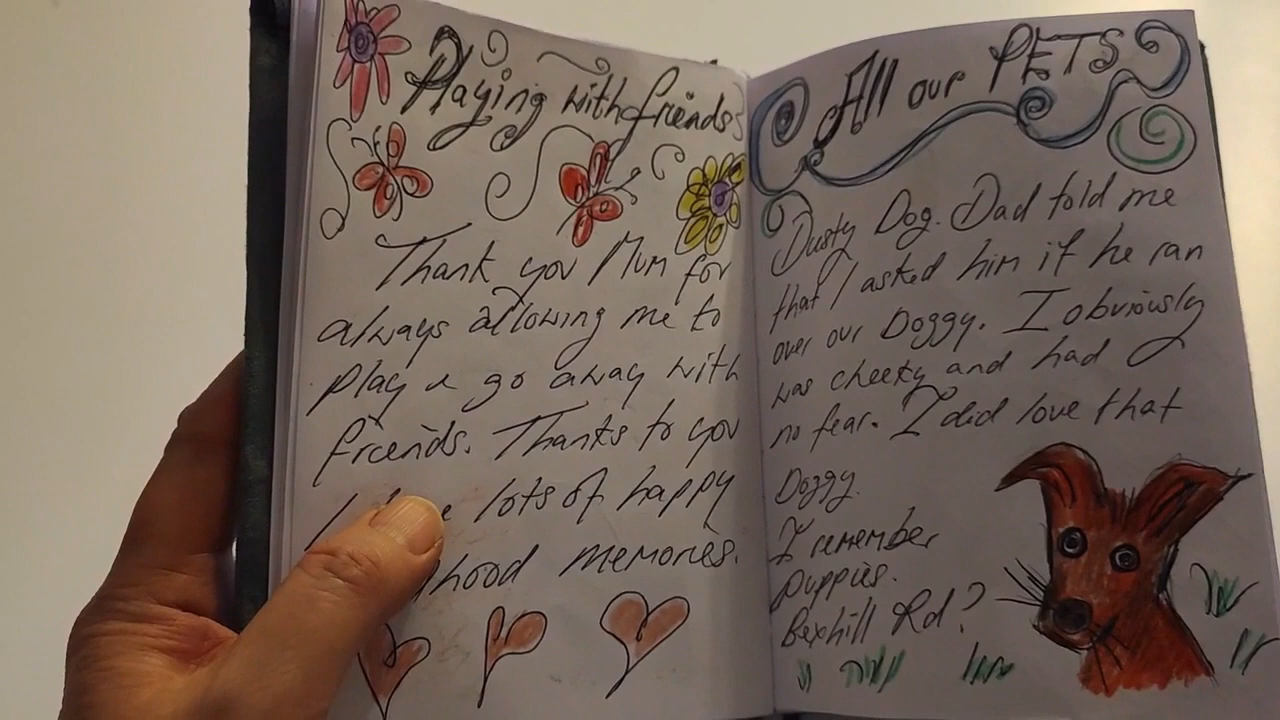 Playing with friends
Thank you Mum for
always allowing me to
play & go away with
friends. Thanks to you
I lots of happy
memories.
All our PETS
Dusty Dog. Dad told me
that I asked him if he ran
over our Doggy. I obviously
was cheeky and had
no fear. I did love that
Doggy.
I remember
puppies.
Bexhill Rd?